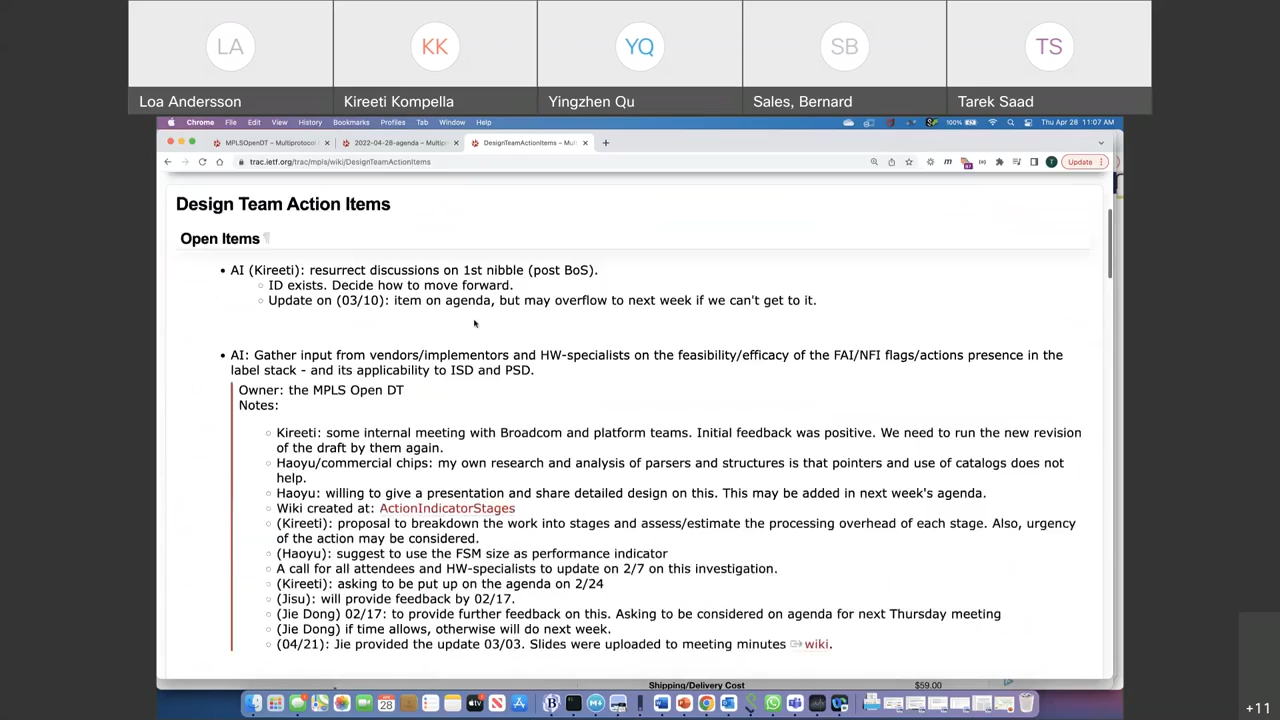 LA
KK
YQ
SB
TS
Loa Andersson
Kireeti Kompella
Yingzhen Qu
Sales, Bernard
Tarek Saad
Chrome File Edit View History Bookmarks Profiles Tab Window Help
100%
Thu Apr 28 11:07 AM
MPLSOpenDT – Multiprotocol
2022-04-28-agenda – Multipro
DesignTeamActionItems – Mul
trac.ietf.org/trac/mpls/wiki/DesignTeamActionItems
Update
Design Team Action Items
Open Items ¶
• AI (Kireeti): resurrect discussions on 1st nibble (post BoS).
◦ ID exists. Decide how to move forward.
◦ Update on (03/10): item on agenda, but may overflow to next week if we can't get to it.
• AI: Gather input from vendors/implementors and HW-specialists on the feasibility/efficacy of the FAI/NFI flags/actions presence in the
label stack - and its applicability to ISD and PSD.
Owner: the MPLS Open DT
Notes:
◦ Kireeti: some internal meeting with Broadcom and platform teams. Initial feedback was positive. We need to run the new revision
of the draft by them again.
◦ Haoyu/commercial chips: my own research and analysis of parsers and structures is that pointers and use of catalogs does not
help.
◦ Haoyu: willing to give a presentation and share detailed design on this. This may be added in next week's agenda.
◦ Wiki created at: ActionIndicatorStages
◦ (Kireeti): proposal to breakdown the work into stages and assess/estimate the processing overhead of each stage. Also, urgency
of the action may be considered.
◦ (Haoyu): suggest to use the FSM size as performance indicator
◦ A call for all attendees and HW-specialists to update on 2/7 on this investigation.
◦ (Kireeti): asking to be put up on the agenda on 2/24
◦ (Jisu): will provide feedback by 02/17.
◦ (Jie Dong) 02/17: to provide further feedback on this. Asking to be considered on agenda for next Thursday meeting
◦ (Jie Dong) if time allows, otherwise will do next week.
◦ (04/21): Jie provided the update 03/03. Slides were uploaded to meeting minutes wiki.
Shipping/Delivery Cost
$59.00
+11